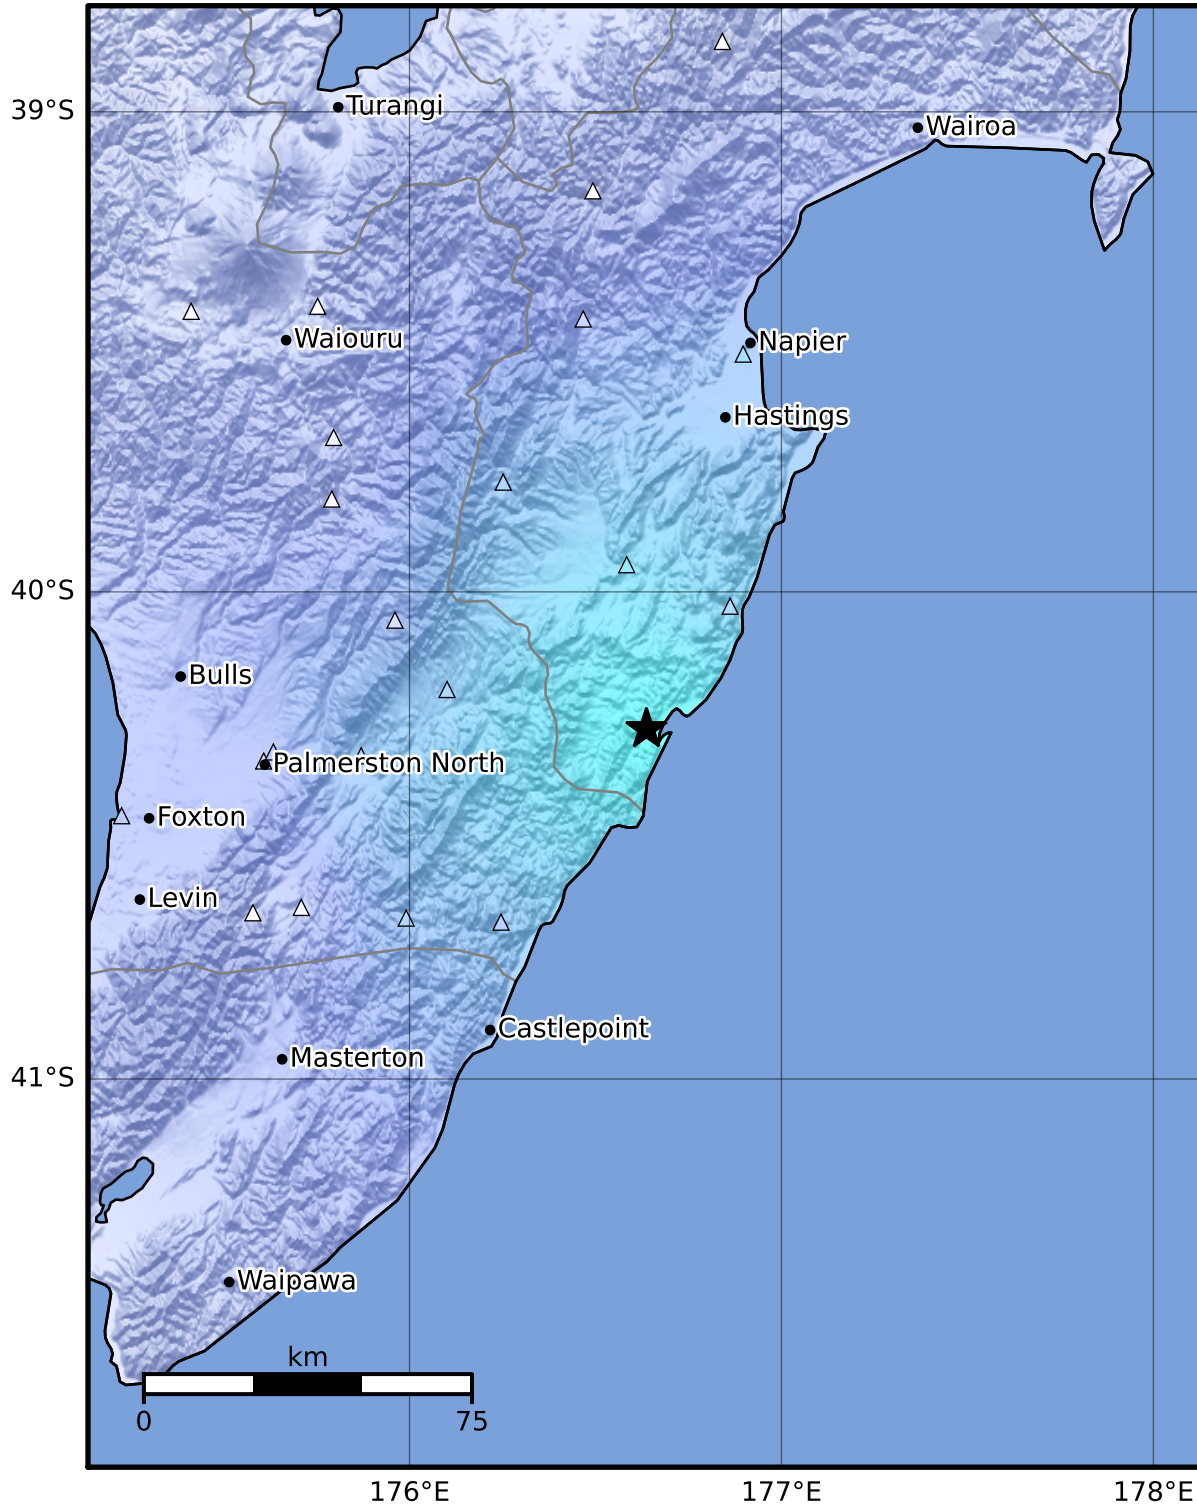 Turangi
39°S
Wairoa
Waiouru
Napier
Hastings
40°S
Bulls
Palmerston North
Foxton
Levin
Castlepoint
Masterton
41°S
Waipawa
km
0
75
176°E
177°E
178°E